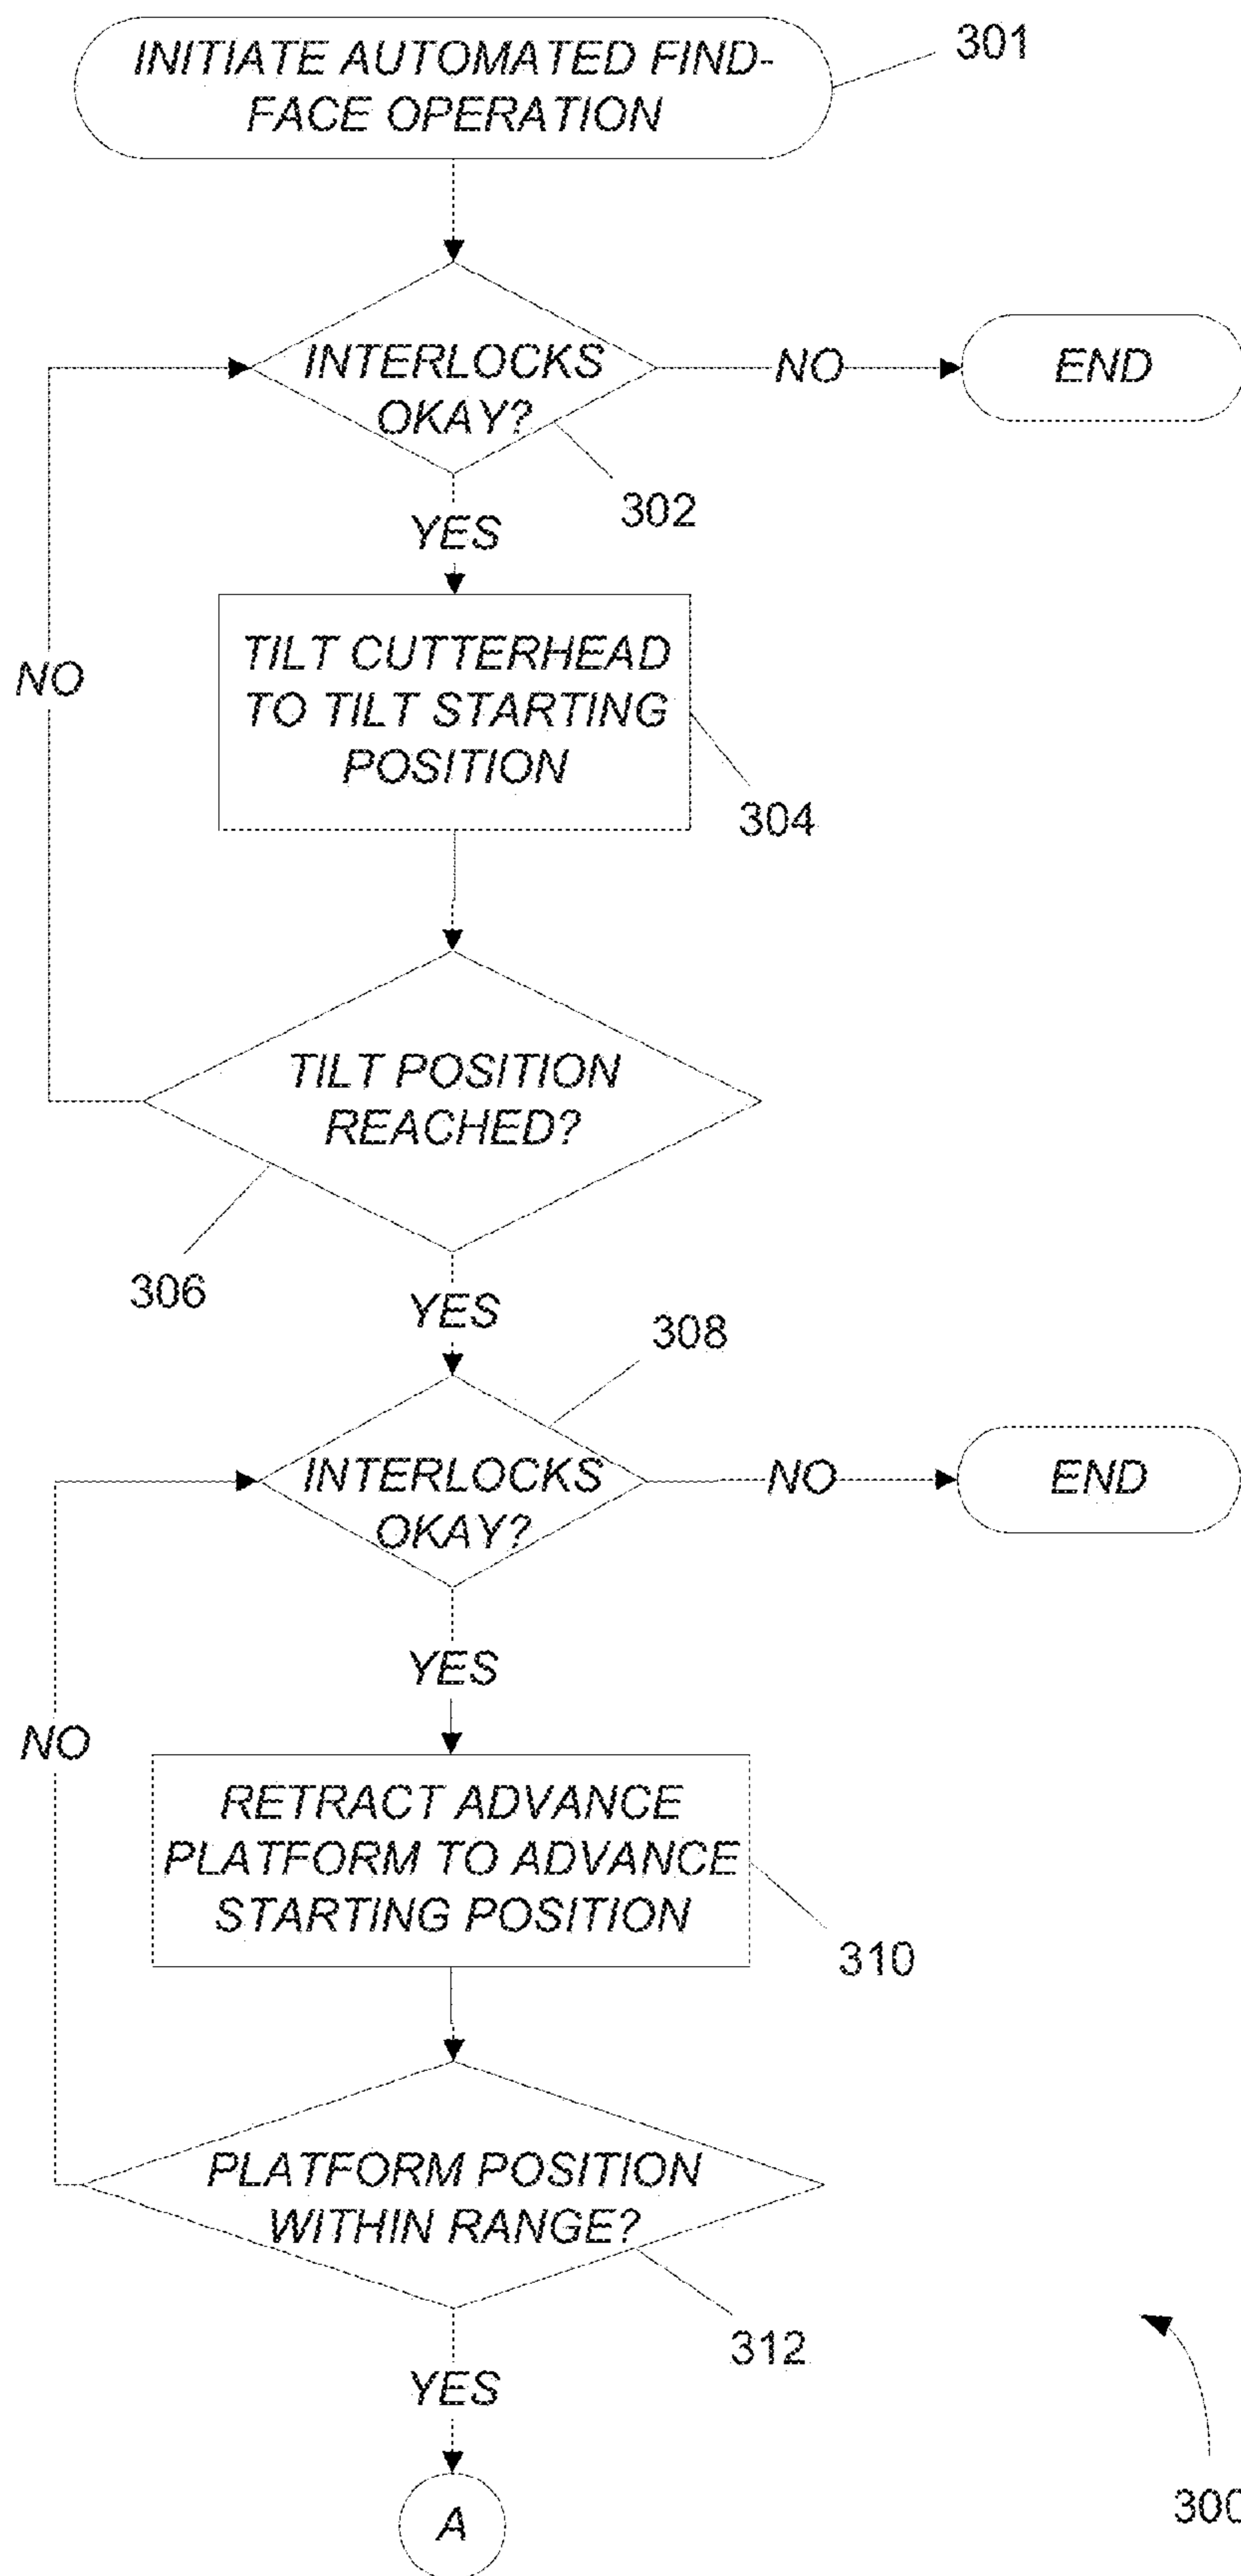 INITIATE AUTOMATED FIND-
FACE OPERATION
301
INTERLOCKS
OKAY?
NO
END
302
YES
TILT CUTTERHEAD
TO TILT STARTING
POSITION
NO
304
TILT POSITION
REACHED?
306
YES
308
INTERLOCKS
OKAY?
NO
END
YES
NO
RETRACT ADVANCE
PLATFORM TO ADVANCE
STARTING POSITION
310
PLATFORM POSITION
WITHIN RANGE?
312
YES
300
A